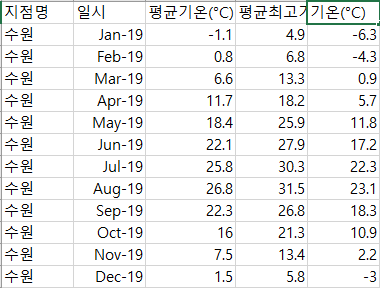 지점명 일시 평균기온(°C) 평균최고기 기온(°C)
수원 Jan-19 -1.1 4.9 -6.3
수원 Feb-19 0.8 6.8 -4.3
수원 Mar-19 6.6 13.3 0.9
수원 Apr-19 11.7 18.2 5.7
수원 May-19 18.4 25.9 11.8
수원 Jun-19 22.1 27.9 17.2
수원 Jul-19 25.8 30.3 22.3
수원 Aug-19 26.8 31.5 23.1
수원 Sep-19 22.3 26.8 18.3
수원 Oct-19 16 21.3 10.9
수원 Nov-19 7.5 13.4 2.2
수원 Dec-19 1.5 5.8 -3